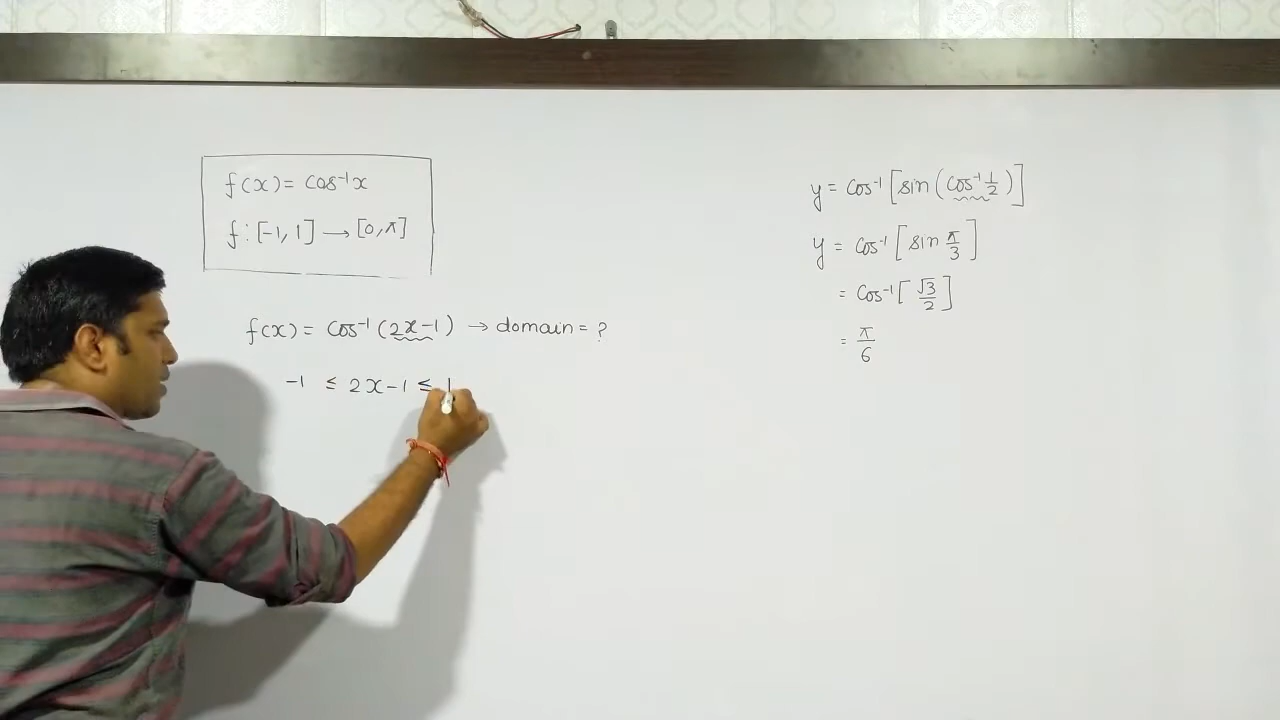 f(x) = cos⁻¹x
f : [-1, 1] → [0, π]
f(x) = cos⁻¹ (2x-1) → domain = ?
-1 ≤ 2x-1 ≤ 1
y = cos⁻¹ [sin (cos⁻¹ 1/2)]
y = cos⁻¹ [sin π/3]
= cos⁻¹ [√3/2]
= π/6